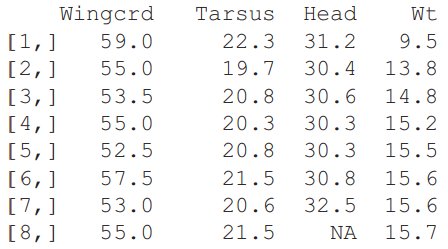 Wingcrd Tarsus Head Wt
[1,] 59.0 22.3 31.2 9.5
[2,] 55.0 19.7 30.4 13.8
[3,] 53.5 20.8 30.6 14.8
[4,] 55.0 20.3 30.3 15.2
[5,] 52.5 20.8 30.3 15.5
[6,] 57.5 21.5 30.8 15.6
[7,] 53.0 20.6 32.5 15.6
[8,] 55.0 21.5 NA 15.7